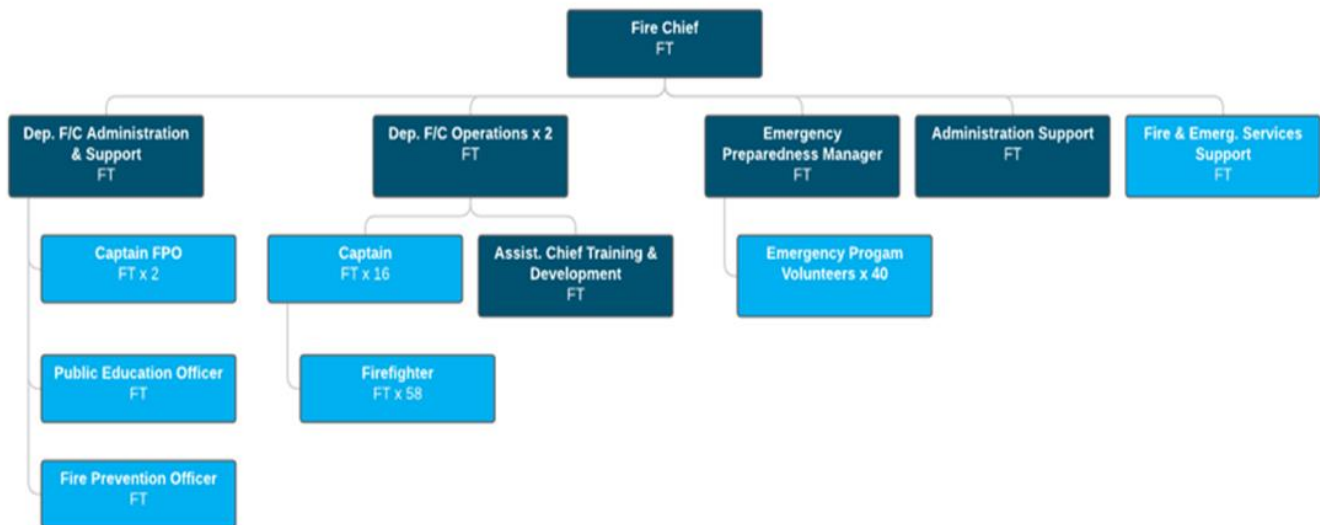 Fire Chief
FT
Dep. F/C Administration
& Support
FT
Dep. F/C Operations x 2
FT
Emergency
Preparedness Manager
FT
Administration Support
FT
Fire & Emerg. Services
Support
FT
Captain FPO
FT x 2
Captain
FT x 16
Assist. Chief Training &
Development
FT
Emergency Progam
Volunteers x 40
Public Education Officer
FT
Firefighter
FT x 58
Fire Prevention Officer
FT